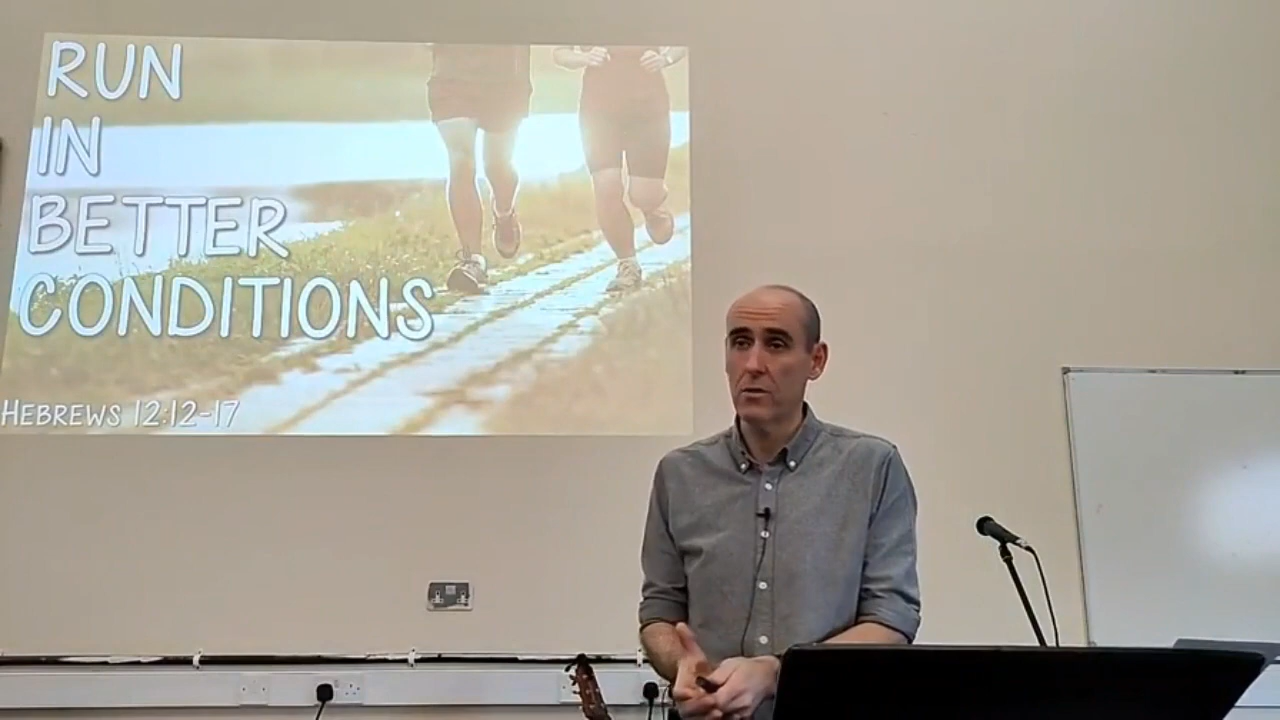 RUN
IN
BETTER
CONDITIONS
HEBREWS 12:12-17